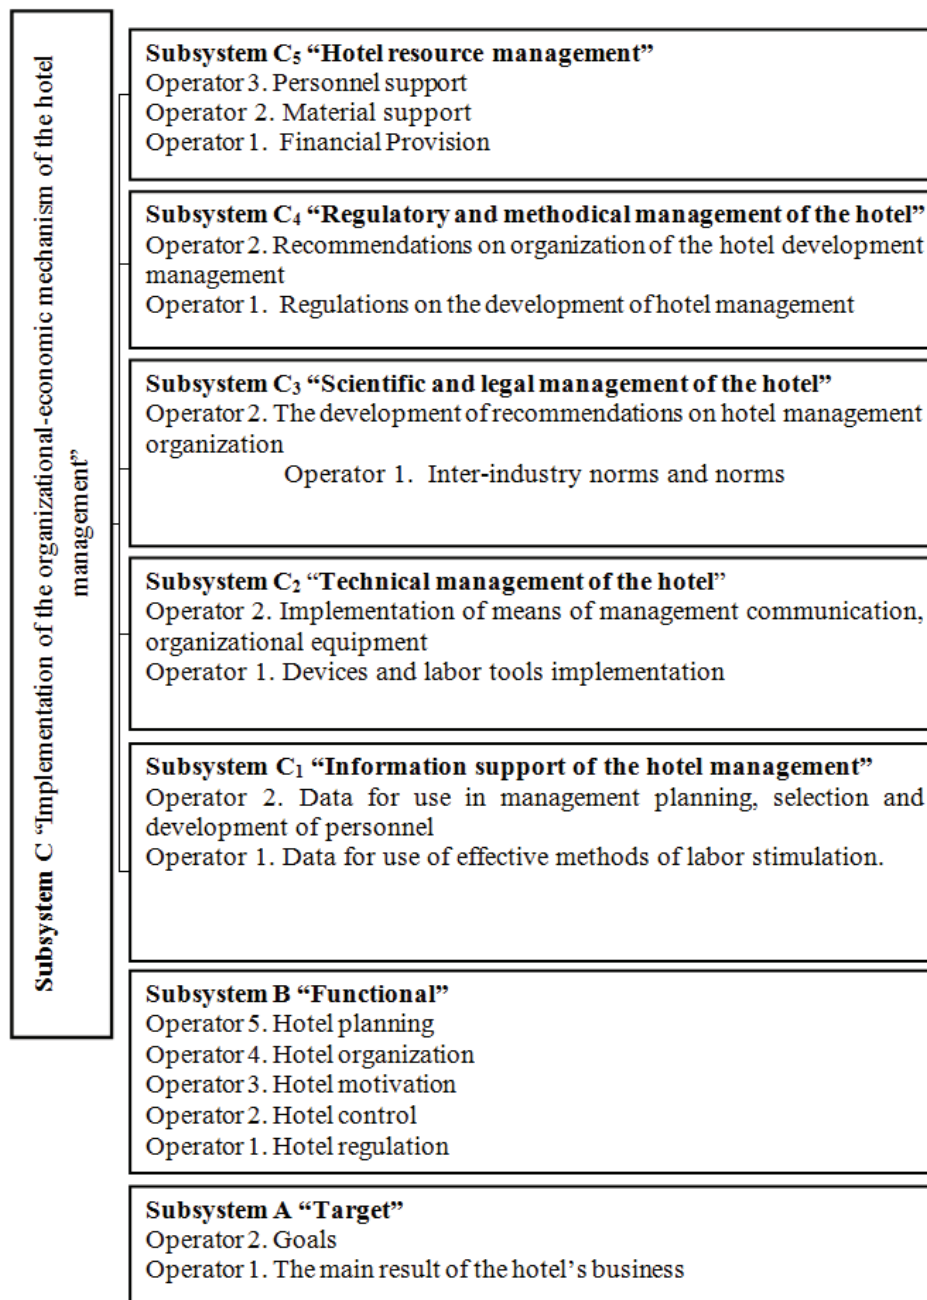 Subsystem C “Implementation of the organizational-economic mechanism of the hotel
management”
Subsystem C₅ “Hotel resource management”
Operator 3. Personnel support
Operator 2. Material support
Operator 1. Financial Provision
Subsystem C₄ “Regulatory and methodical management of the hotel”
Operator 2. Recommendations on organization of the hotel development
management
Operator 1. Regulations on the development of hotel management
Subsystem C₃ “Scientific and legal management of the hotel”
Operator 2. The development of recommendations on hotel management
organization
Operator 1. Inter-industry norms and norms
Subsystem C₂ “Technical management of the hotel”
Operator 2. Implementation of means of management communication,
organizational equipment
Operator 1. Devices and labor tools implementation
Subsystem C₁ “Information support of the hotel management”
Operator 2. Data for use in management planning, selection and
development of personnel
Operator 1. Data for use of effective methods of labor stimulation.
Subsystem B “Functional”
Operator 5. Hotel planning
Operator 4. Hotel organization
Operator 3. Hotel motivation
Operator 2. Hotel control
Operator 1. Hotel regulation
Subsystem A “Target”
Operator 2. Goals
Operator 1. The main result of the hotel’s business